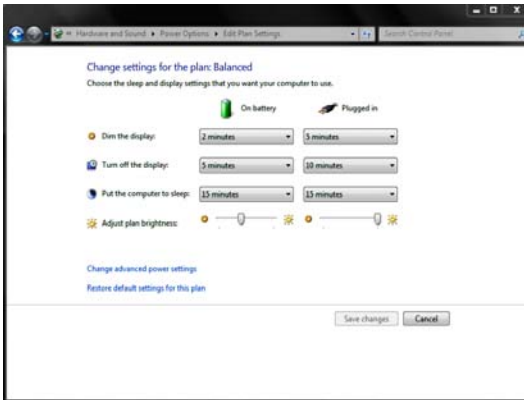 « Hardware and Sound ▸ Power Options ▸ Edit Plan Settings
Search Control Panel
Change settings for the plan: Balanced
Choose the sleep and display settings that you want your computer to use.
On battery Plugged in
Dim the display: 2 minutes 5 minutes
Turn off the display: 5 minutes 10 minutes
Put the computer to sleep: 15 minutes 15 minutes
Adjust plan brightness:
Change advanced power settings
Restore default settings for this plan
Save changes Cancel